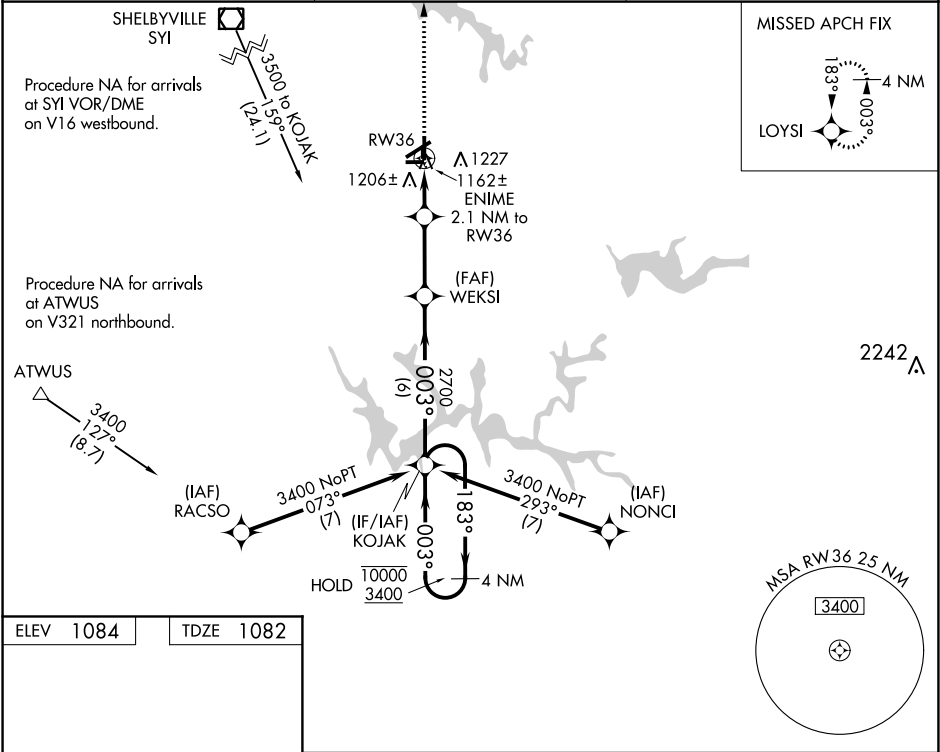 SHELBYVILLE
SYI
3500 to KOJAK
159°
(24.1)
Procedure NA for arrivals
at SYI VOR/DME
on V16 westbound.
MISSED APCH FIX
183°
4 NM
003°
LOYSI
RW36
1227
1206±
1162±
ENIME
2.1 NM to
RW36
(FAF)
WEKSI
Procedure NA for arrivals
at ATWUS
on V321 northbound.
2242
ATWUS
3400
127°
(8.7)
2700
003°
(6)
(IAF)
RACSO
3400 NoPT
073°
(7)
(IF/IAF)
KOJAK
003°
183°
3400 NoPT
293°
(7)
(IAF)
NONCI
HOLD
10000
3400
4 NM
MSA RW36 25 NM
3400
ELEV 1084
TDZE 1082